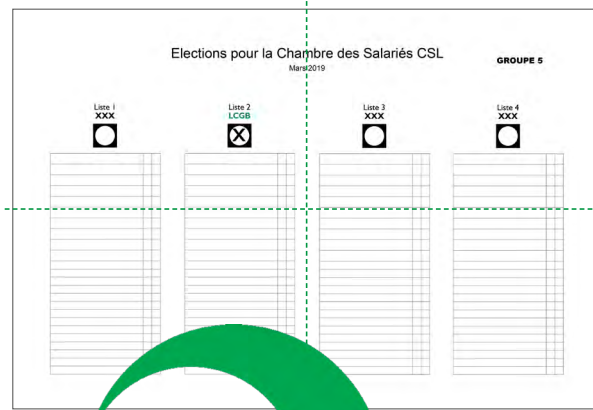 Elections pour la Chambre des Salariés CSL
Mars 2019
GROUPE 5
Liste 1
XXX
Liste 2
LCGB
X
Liste 3
XXX
Liste 4
XXX